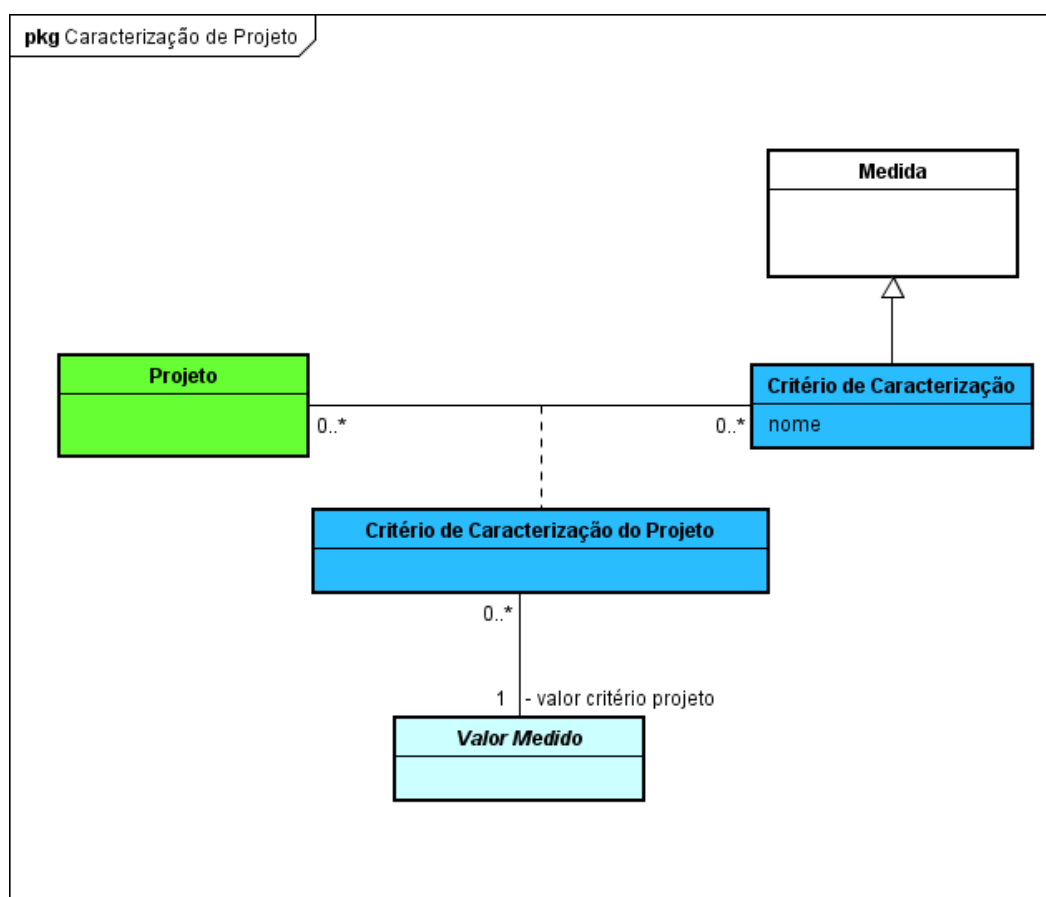 pkg Caracterização de Projeto
Medida
Projeto
Critério de Caracterização
nome
0..*
0..*
Critério de Caracterização do Projeto
0..*
1
- valor critério projeto
Valor Medido